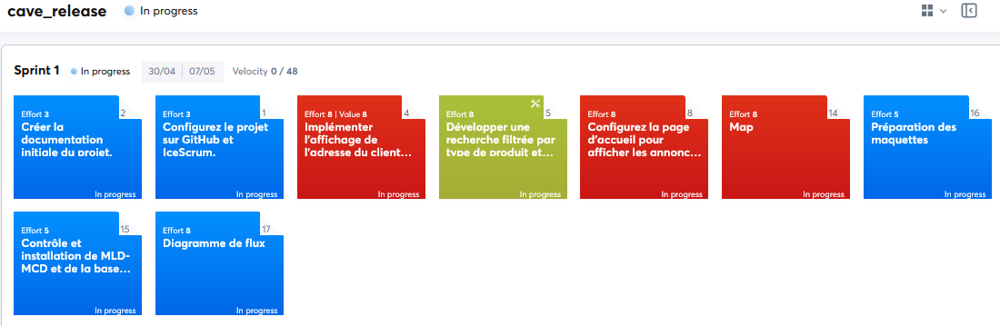 cave_release In progress
Sprint 1 In progress 30/04 07/05 Velocity 0 / 48
Effort 3 2
Créer la
documentation
initiale du projet.
In progress
Effort 3 1
Configurez le projet
sur GitHub et
IceScrum.
In progress
Effort 8 | Value 8 4
Implémenter
l'affichage de
l'adresse du client...
In progress
Effort 8 5
Développer une
recherche filtrée par
type de produit et...
In progress
Effort 8 8
Configurez la page
d'accueil pour
afficher les annonc...
In progress
Effort 8 14
Map
In progress
Effort 5 16
Préparation des
maquettes
In progress
Effort 5 15
Contrôle et
installation de MLD-
MCD et de la base...
In progress
Effort 8 17
Diagramme de flux
In progress